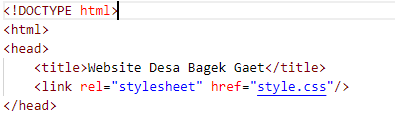 <!DOCTYPE html>
<html>
<head>
    <title>Website Desa Bagek Gaet</title>
    <link rel="stylesheet" href="style.css"/>
</head>